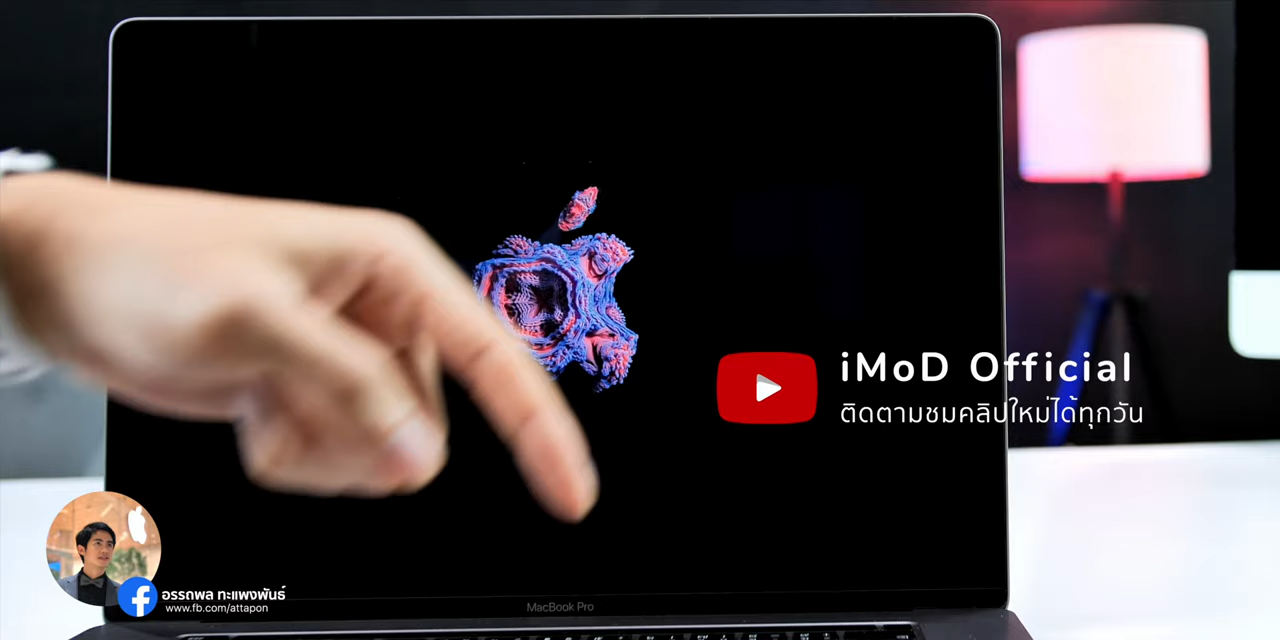 iMoD Official
ติดตามชมคลิปใหม่ได้ทุกวัน
อรรถพล ทะแพงพันธ์
www.fb.com/attapon
MacBook Pro